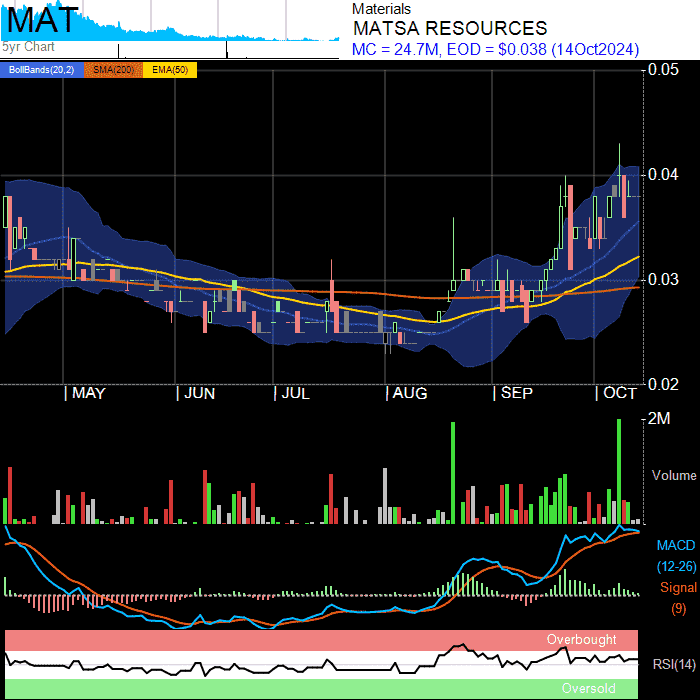 MAT
5yr Chart
Materials
MATSA RESOURCES
MC = 24.7M, EOD = $0.038 (14Oct2024)
BollBands(20,2) SMA(200) EMA(50)
0.05
0.04
0.03
0.02
MAY JUN JUL AUG SEP OCT
2M
Volume
MACD
(12-26)
Signal
(9)
Overbought
RSI(14)
Oversold